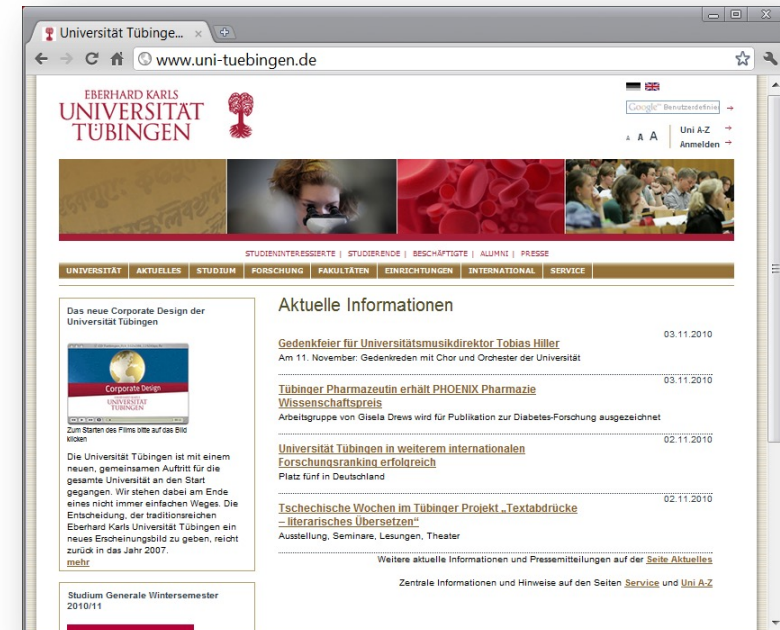 Universität Tübinge...
www.uni-tuebingen.de
EBERHARD KARLS
UNIVERSITÄT
TÜBINGEN
Google™ Benutzerdefinier
A A A
Uni A-Z
Anmelden
STUDIENINTERESSIERTE | STUDIERENDE | BESCHÄFTIGTE | ALUMNI | PRESSE
UNIVERSITÄT AKTUELLES STUDIUM FORSCHUNG FAKULTÄTEN EINRICHTUNGEN INTERNATIONAL SERVICE
Das neue Corporate Design der
Universität Tübingen
Corporate Design
UNIVERSITÄT
TÜBINGEN
Zum Starten des Films bitte auf das Bild
klicken
Die Universität Tübingen ist mit einem
neuen, gemeinsamen Auftritt für die
gesamte Universität an den Start
gegangen. Wir stehen dabei am Ende
eines nicht immer einfachen Weges. Die
Entscheidung, der traditionsreichen
Eberhard Karls Universität Tübingen ein
neues Erscheinungsbild zu geben, reicht
zurück in das Jahr 2007.
mehr
Studium Generale Wintersemester
2010/11
Aktuelle Informationen
03.11.2010
Gedenkfeier für Universitätsmusikdirektor Tobias Hiller
Am 11. November: Gedenkreden mit Chor und Orchester der Universität
03.11.2010
Tübinger Pharmazeutin erhält PHOENIX Pharmazie
Wissenschaftspreis
Arbeitsgruppe von Gisela Drews wird für Publikation zur Diabetes-Forschung ausgezeichnet
02.11.2010
Universität Tübingen in weiterem internationalen
Forschungsranking erfolgreich
Platz fünf in Deutschland
02.11.2010
Tschechische Wochen im Tübinger Projekt „Textabdrücke
– literarisches Übersetzen“
Ausstellung, Seminare, Lesungen, Theater
Weitere aktuelle Informationen und Pressemitteilungen auf der Seite Aktuelles
Zentrale Informationen und Hinweise auf den Seiten Service und Uni A-Z